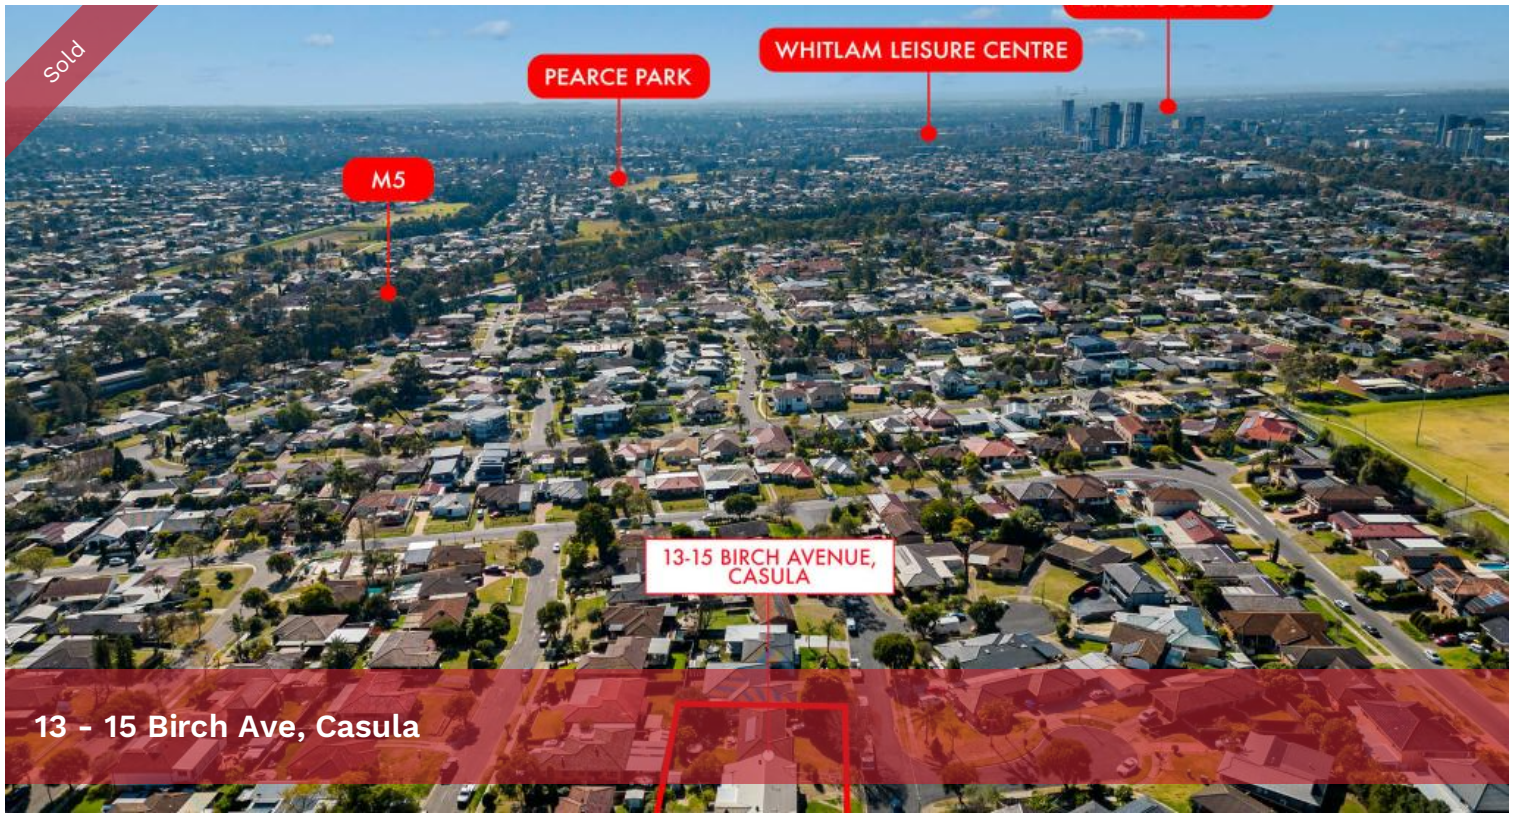 Sold
PEARCE PARK
WHITLAM LEISURE CENTRE
M5
13-15 BIRCH AVENUE,
CASULA
13 - 15 Birch Ave, Casula